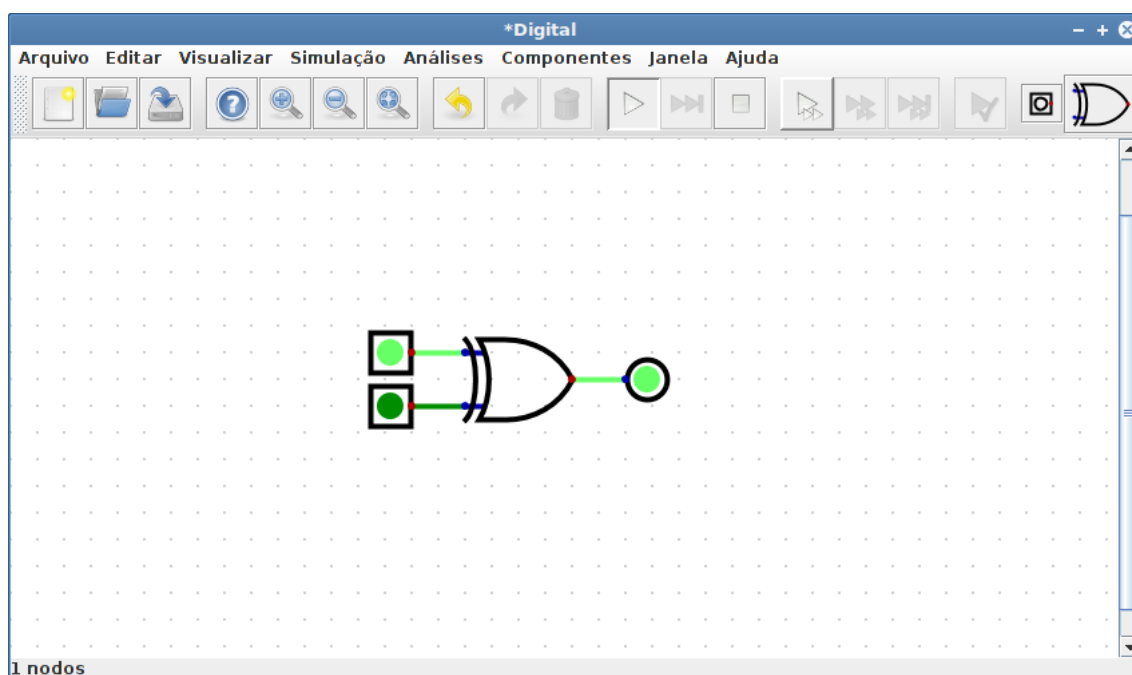 *Digital
Arquivo Editar Visualizar Simulação Análises Componentes Janela Ajuda
1 nodos